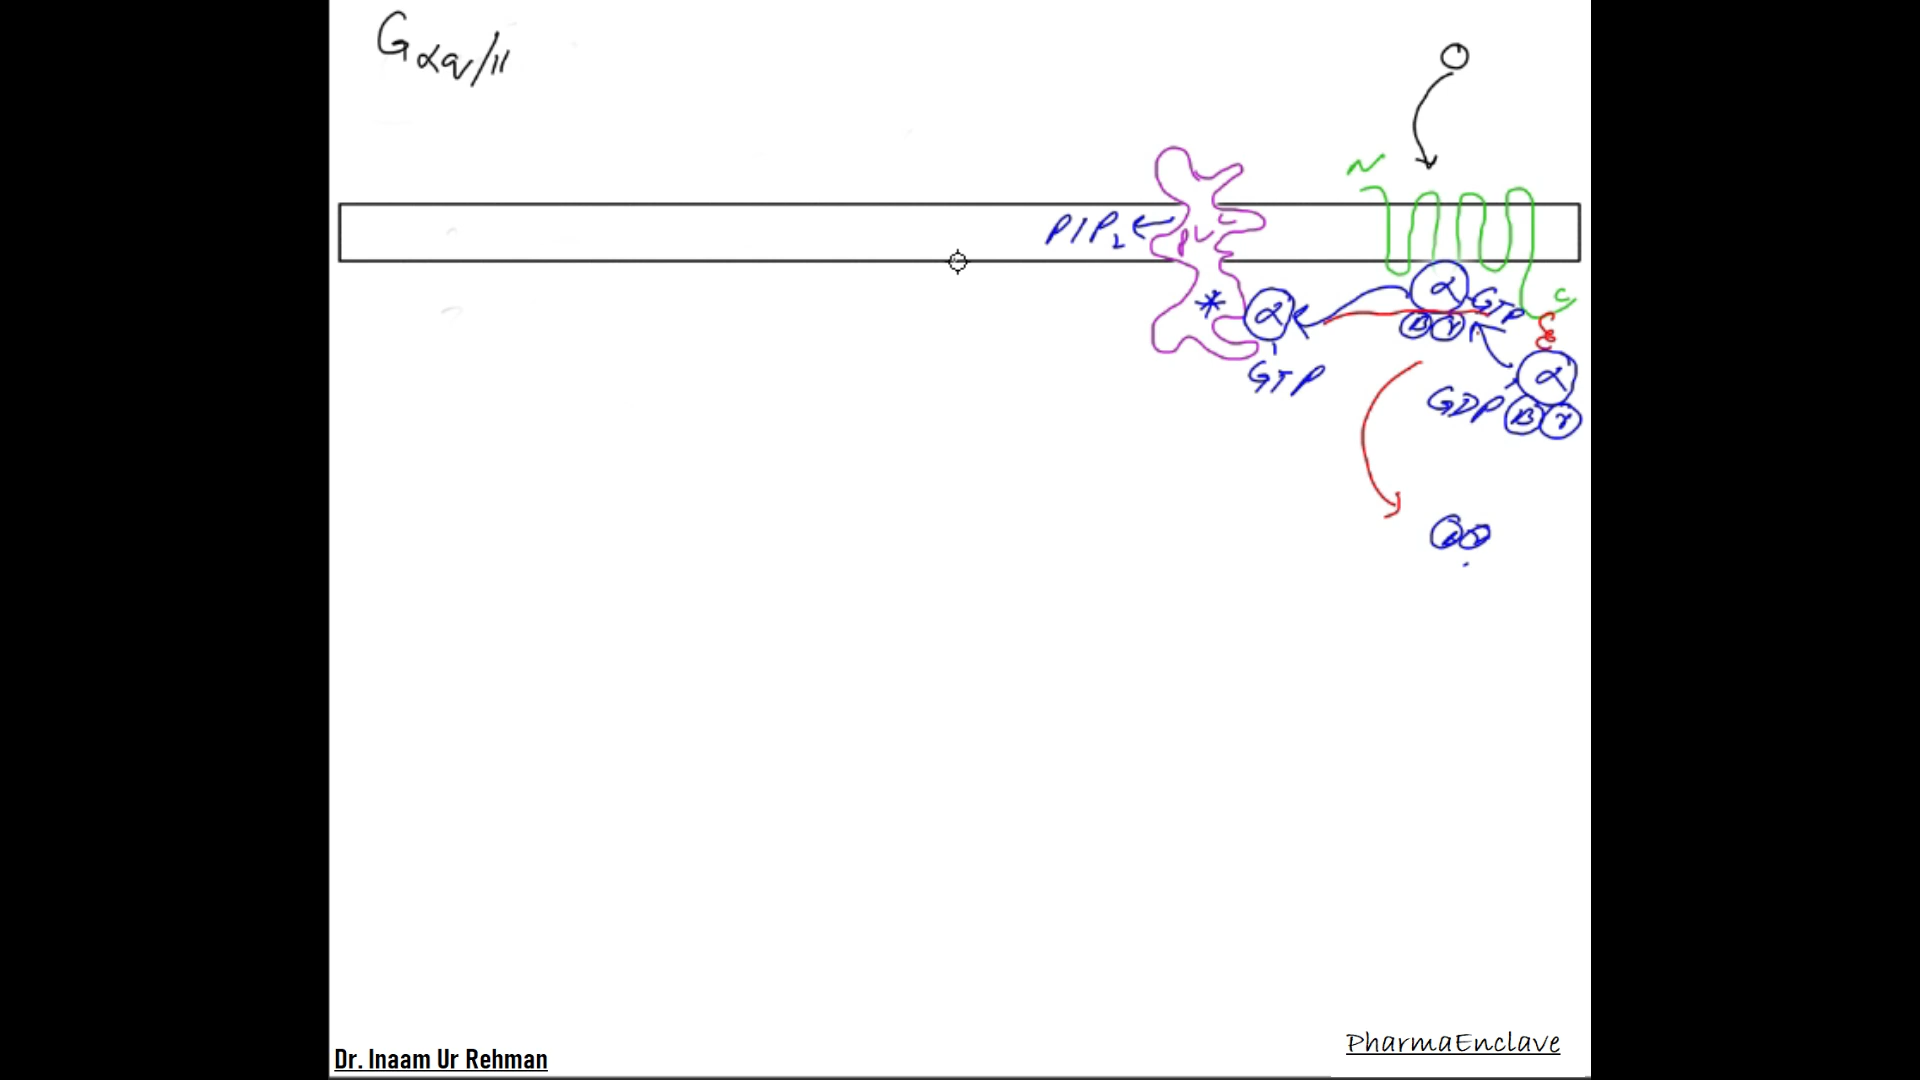 Gαq/11
N
PIP2
PLC
α
GTP
C
β γ
α
GTP
α
GDP
β γ
Dr. Inaam Ur Rehman
PharmaEnclave